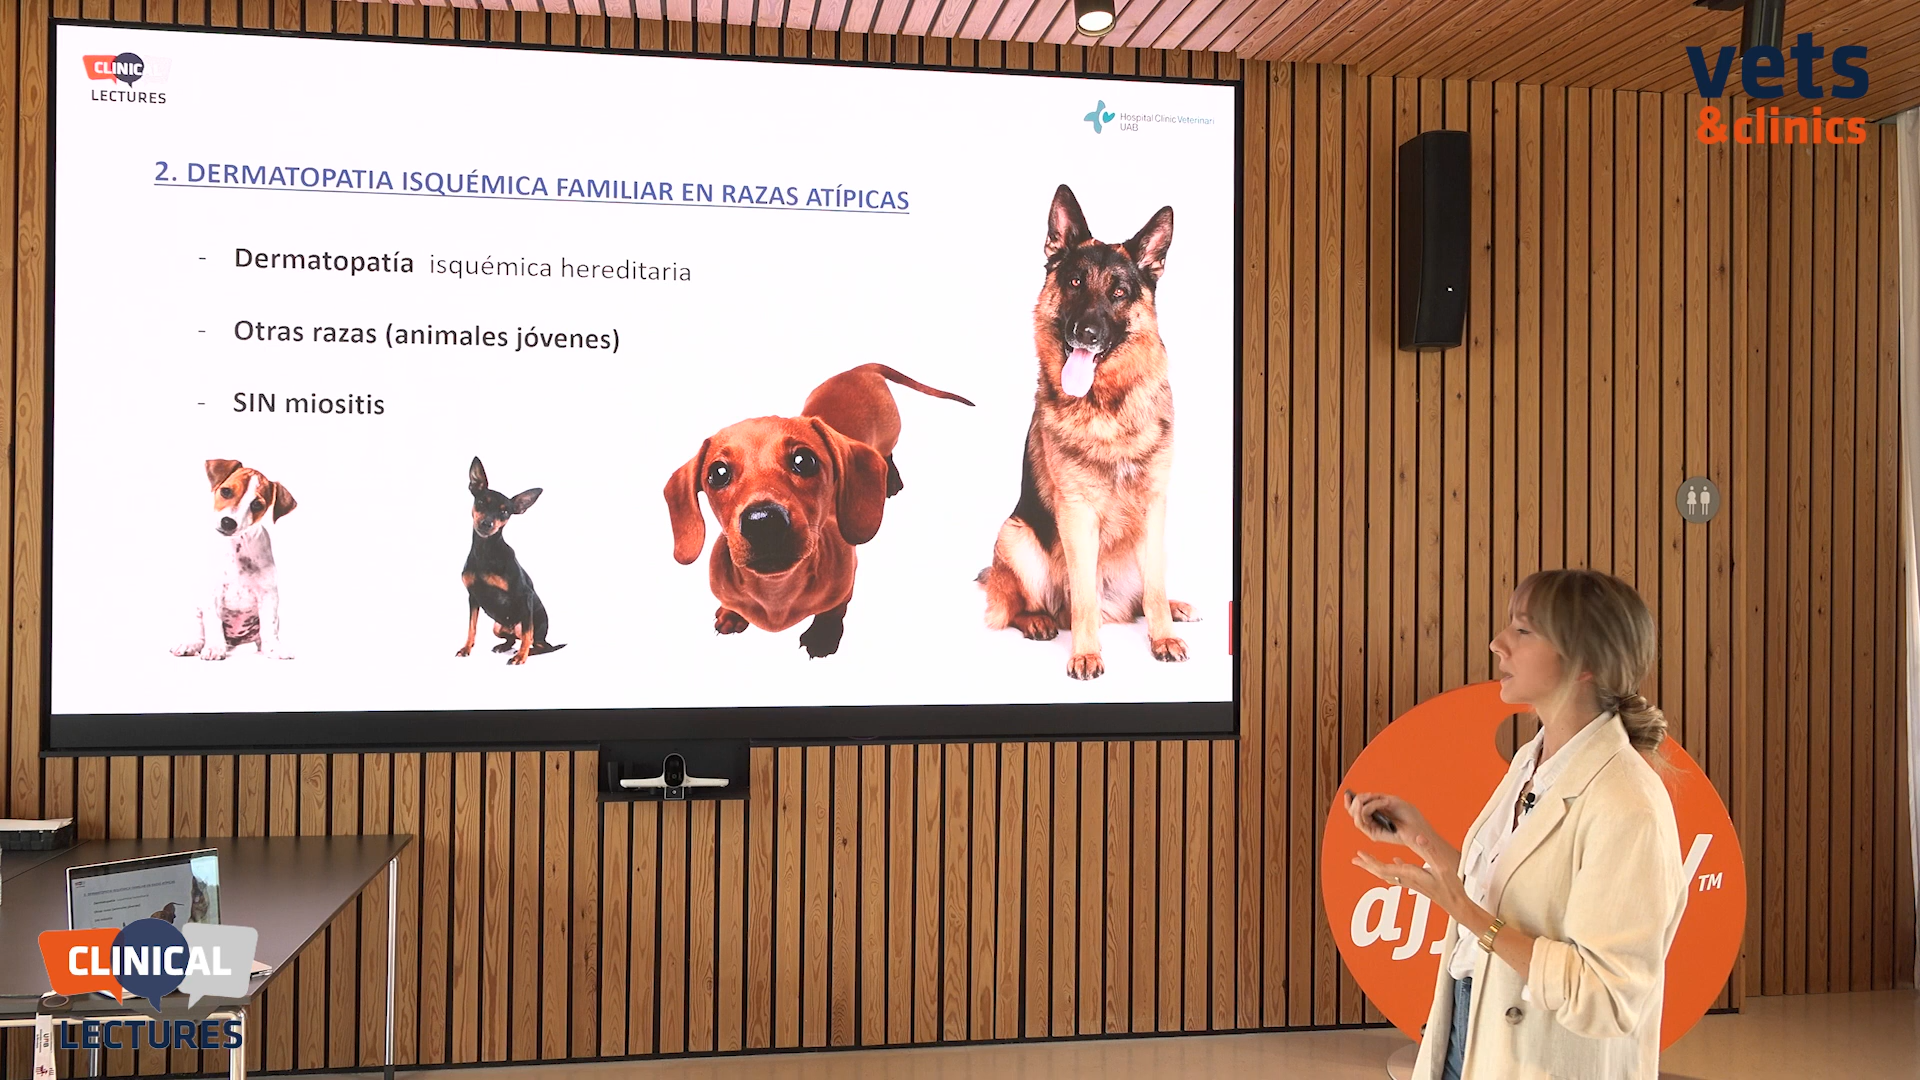 CLINICAL
LECTURES
Hospital Clínic Veterinari
UAB
2. DERMATOPATIA ISQUÉMICA FAMILIAR EN RAZAS ATÍPICAS
- Dermatopatía isquémica hereditaria
- Otras razas (animales jóvenes)
- SIN miositis
vets
& clinics
TM
CLINICAL
LECTURES